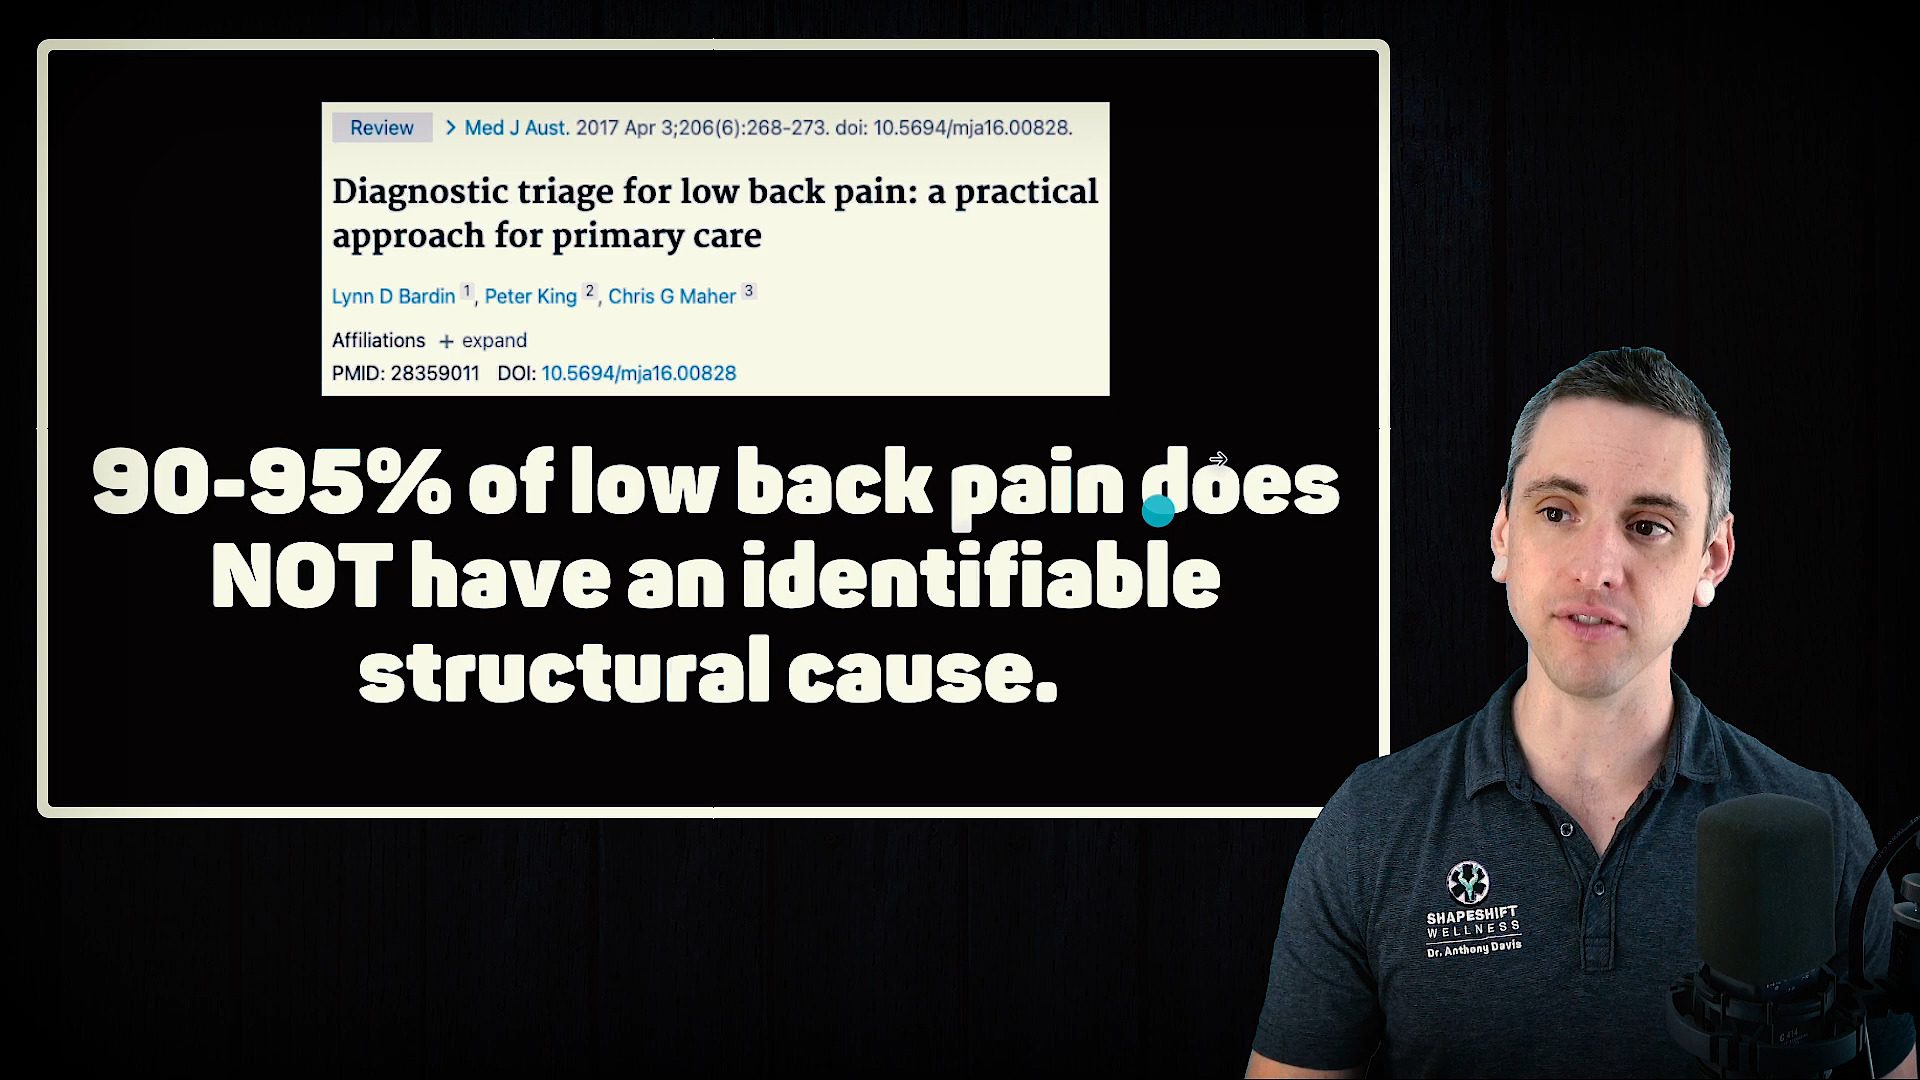 Review > Med J Aust. 2017 Apr 3;206(6):268-273. doi: 10.5694/mja16.00828.
Diagnostic triage for low back pain: a practical
approach for primary care
Lynn D Bardin 1, Peter King 2, Chris G Maher 3
Affiliations + expand
PMID: 28359011 DOI: 10.5694/mja16.00828
90-95% of low back pain does
NOT have an identifiable
structural cause.
SHAPESHIFT
WELLNESS
Dr. Anthony Davis